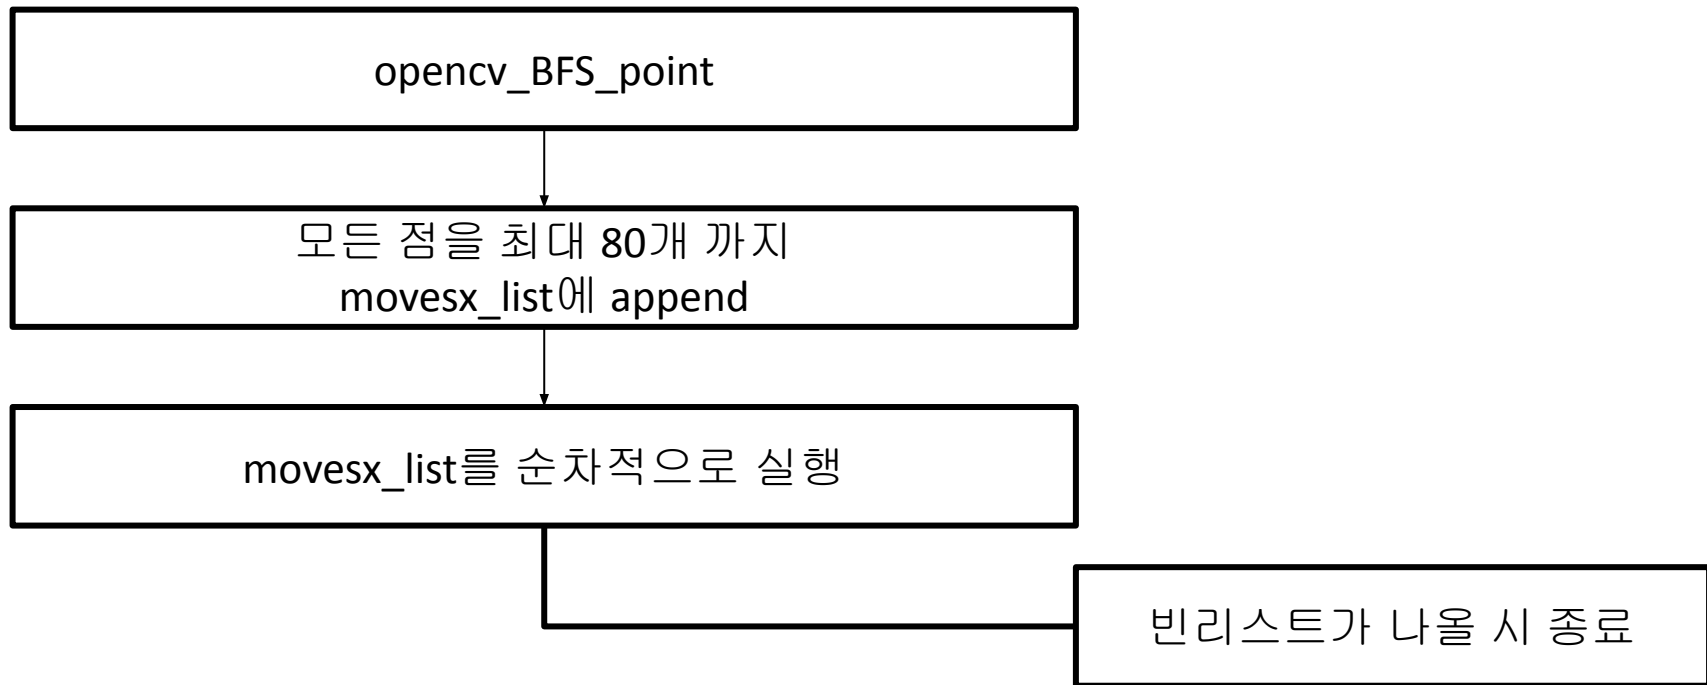 opencv_BFS_point
모든 점을 최대 80개 까지
movesx_list에 append
movesx_list를 순차적으로 실행
빈리스트가 나올 시 종료